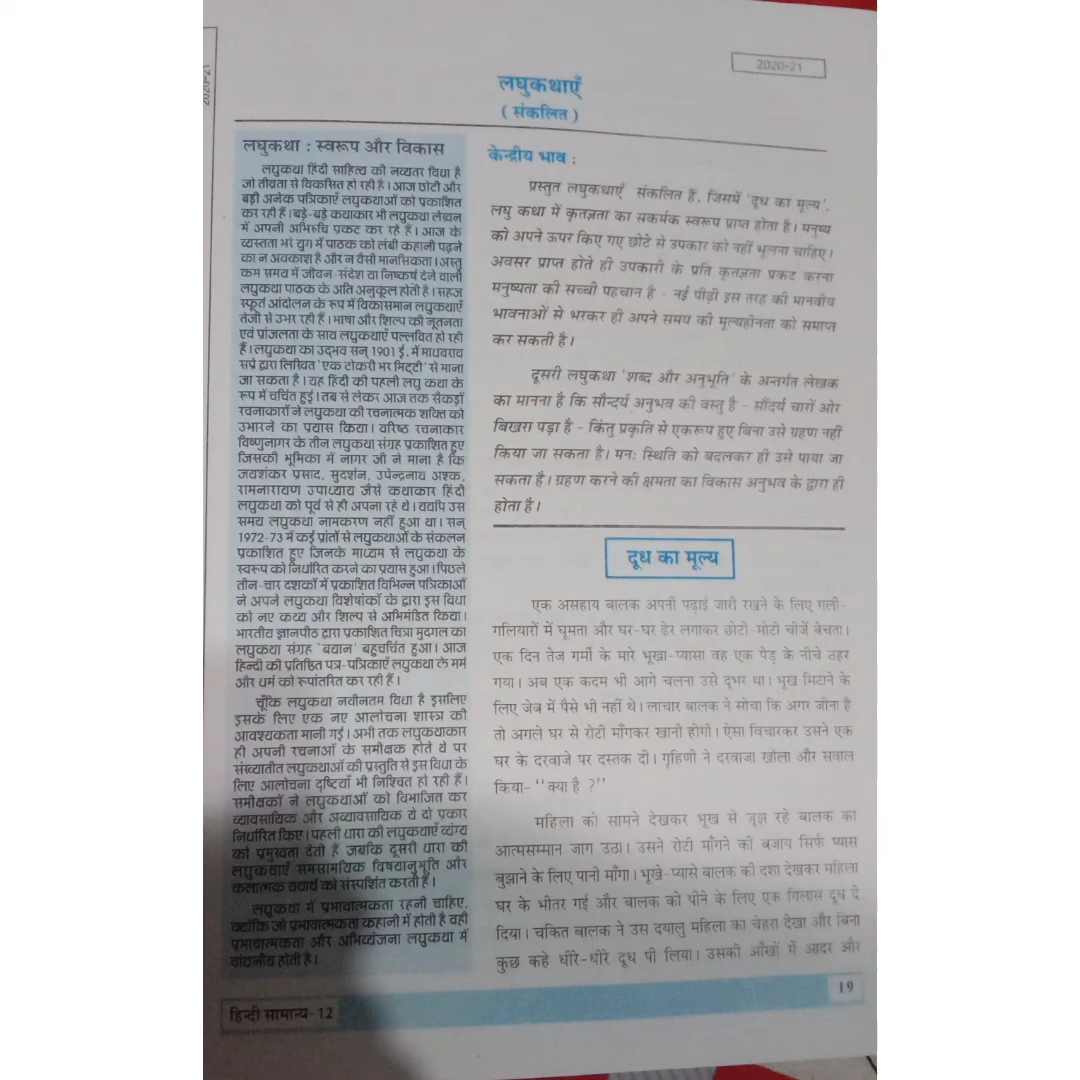 2020-21
2020-21
लघुकथाएँ
( संकलित )
लघुकथा : स्वरूप और विकास
लघुकथा हिंदी साहित्य की नव्यतर विधा है
जो तीव्रता से विकसित हो रही है। आज छोटी और
बड़ी अनेक पत्रिकाएँ लघुकथाओं को प्रकाशित
कर रही हैं। बड़े-बड़े कथाकार भी लघुकथा लेखन
में अपनी अभिरुचि प्रकट कर रहे हैं। आज के
व्यस्तता भरे युग में पाठक को लंबी कहानी पढ़ने
का न अवकाश है और न वैसी मानसिकता। अस्तु
कम समय में जीवन-संदेश या निष्कर्ष देने वाली
लघुकथा पाठक के अति अनुकूल होती है। सहज
स्फूर्त आंदोलन के रूप में विकासमान लघुकथाएँ
तेजी से उभर रही हैं। भाषा और शिल्प की नूतनता
एवं प्रांजलता के साथ लघुकथाएँ पल्लवित हो रही
हैं। लघुकथा का उद्भव सन् 1901 ई. में माधवराव
सप्रे द्वारा लिखित 'एक टोकरी भर मिट्टी' से माना
जा सकता है। यह हिंदी की पहली लघु कथा के
रूप में चर्चित हुई। तब से लेकर आज तक सैकड़ों
रचनाकारों ने लघुकथा की रचनात्मक शक्ति को
उभारने का प्रयास किया। वरिष्ठ रचनाकार
विष्णुनागर के तीन लघुकथा संग्रह प्रकाशित हुए
जिसकी भूमिका में नागर जी ने माना है कि
जयशंकर प्रसाद, सुदर्शन, उपेन्द्रनाथ अश्क,
रामनारायण उपाध्याय जैसे कथाकार हिंदी
लघुकथा को पूर्व से ही अपना रहे थे। यद्यपि उस
समय लघुकथा नामकरण नहीं हुआ था। सन्
1972-73 में कई प्रांतों से लघुकथाओं के संकलन
प्रकाशित हुए जिनके माध्यम से लघुकथा के
स्वरूप को निर्धारित करने का प्रयास हुआ। पिछले
तीन-चार दशकों में प्रकाशित विभिन्न पत्रिकाओं
ने अपने लघुकथा विशेषांकों के द्वारा इस विधा
को नए कथ्य और शिल्प से अभिमंडित किया।
भारतीय ज्ञानपीठ द्वारा प्रकाशित चित्रा मुदगल का
लघुकथा संग्रह 'बयान' बहुचर्चित हुआ। आज
हिन्दी की प्रतिष्ठित पत्र-पत्रिकाएँ लघुकथा के मर्म
और धर्म को रूपांतरित कर रही हैं।
चूँकि लघुकथा नवीनतम विधा है इसलिए
इसके लिए एक नए आलोचना शास्त्र की
आवश्यकता मानी गई। अभी तक लघुकथाकार
ही अपनी रचनाओं के समीक्षक होते थे पर
संख्यातीत लघुकथाओं की प्रस्तुति से इस विधा के
लिए आलोचना दृष्टियाँ भी निश्चित हो रही हैं।
समीक्षकों ने लघुकथाओं को विभाजित कर
व्यावसायिक और अव्यावसायिक ये दो प्रकार
निर्धारित किए। पहली धारा की लघुकथाएँ व्यंग्य
को प्रमुखता देती हैं जबकि दूसरी धारा की
लघुकथाएँ समसामयिक विषयानुभूति और
कलात्मक यथार्थ को संस्पर्शित करती हैं।
लघुकथा में प्रभावात्मकता रहनी चाहिए,
क्योंकि जो प्रभावात्मकता कहानी में होती है वही
प्रभावात्मकता और अभिव्यंजना लघुकथा में
वांछनीय होती है।
केन्द्रीय भाव :
प्रस्तुत लघुकथाएँ संकलित हैं, जिसमें 'दूध का मूल्य',
लघु कथा में कृतज्ञता का सकर्मक स्वरूप प्राप्त होता है। मनुष्य
को अपने ऊपर किए गए छोटे से उपकार को नहीं भूलना चाहिए।
अवसर प्राप्त होते ही उपकारी के प्रति कृतज्ञता प्रकट करना
मनुष्यता की सच्ची पहचान है - नई पीढ़ी इस तरह की मानवीय
भावनाओं से भरकर ही अपने समय की मूल्यहीनता को समाप्त
कर सकती है।
दूसरी लघुकथा 'शब्द और अनुभूति' के अन्तर्गत लेखक
का मानना है कि सौन्दर्य अनुभव की वस्तु है - सौंदर्य चारों ओर
बिखरा पड़ा है - किंतु प्रकृति से एकरूप हुए बिना उसे ग्रहण नहीं
किया जा सकता है। मनः स्थिति को बदलकर ही उसे पाया जा
सकता है। ग्रहण करने की क्षमता का विकास अनुभव के द्वारा ही
होता है।
दूध का मूल्य
एक असहाय बालक अपनी पढ़ाई जारी रखने के लिए गली-
गलियारों में घूमता और घर-घर ढेर लगाकर छोटी-मोटी चीजें बेचता।
एक दिन तेज गर्मी के मारे भूखा-प्यासा वह एक पेड़ के नीचे ठहर
गया। अब एक कदम भी आगे चलना उसे दूभर था। भूख मिटाने के
लिए जेब में पैसे भी नहीं थे। लाचार बालक ने सोचा कि अगर जीना है
तो अगले घर से रोटी माँगकर खानी होगी। ऐसा विचारकर उसने एक
घर के दरवाजे पर दस्तक दी। गृहिणी ने दरवाजा खोला और सवाल
किया- "क्या है ?"
महिला को सामने देखकर भूख से जूझ रहे बालक का
आत्मसम्मान जाग उठा। उसने रोटी माँगने की बजाय सिर्फ प्यास
बुझाने के लिए पानी माँगा। भूखे-प्यासे बालक की दशा देखकर महिला
घर के भीतर गई और बालक को पीने के लिए एक गिलास दूध दे
दिया। चकित बालक ने उस दयालु महिला का चेहरा देखा और बिना
कुछ कहे धीरे-धीरे दूध पी लिया। उसकी आँखों में आदर और
19
हिन्दी सामान्य-12